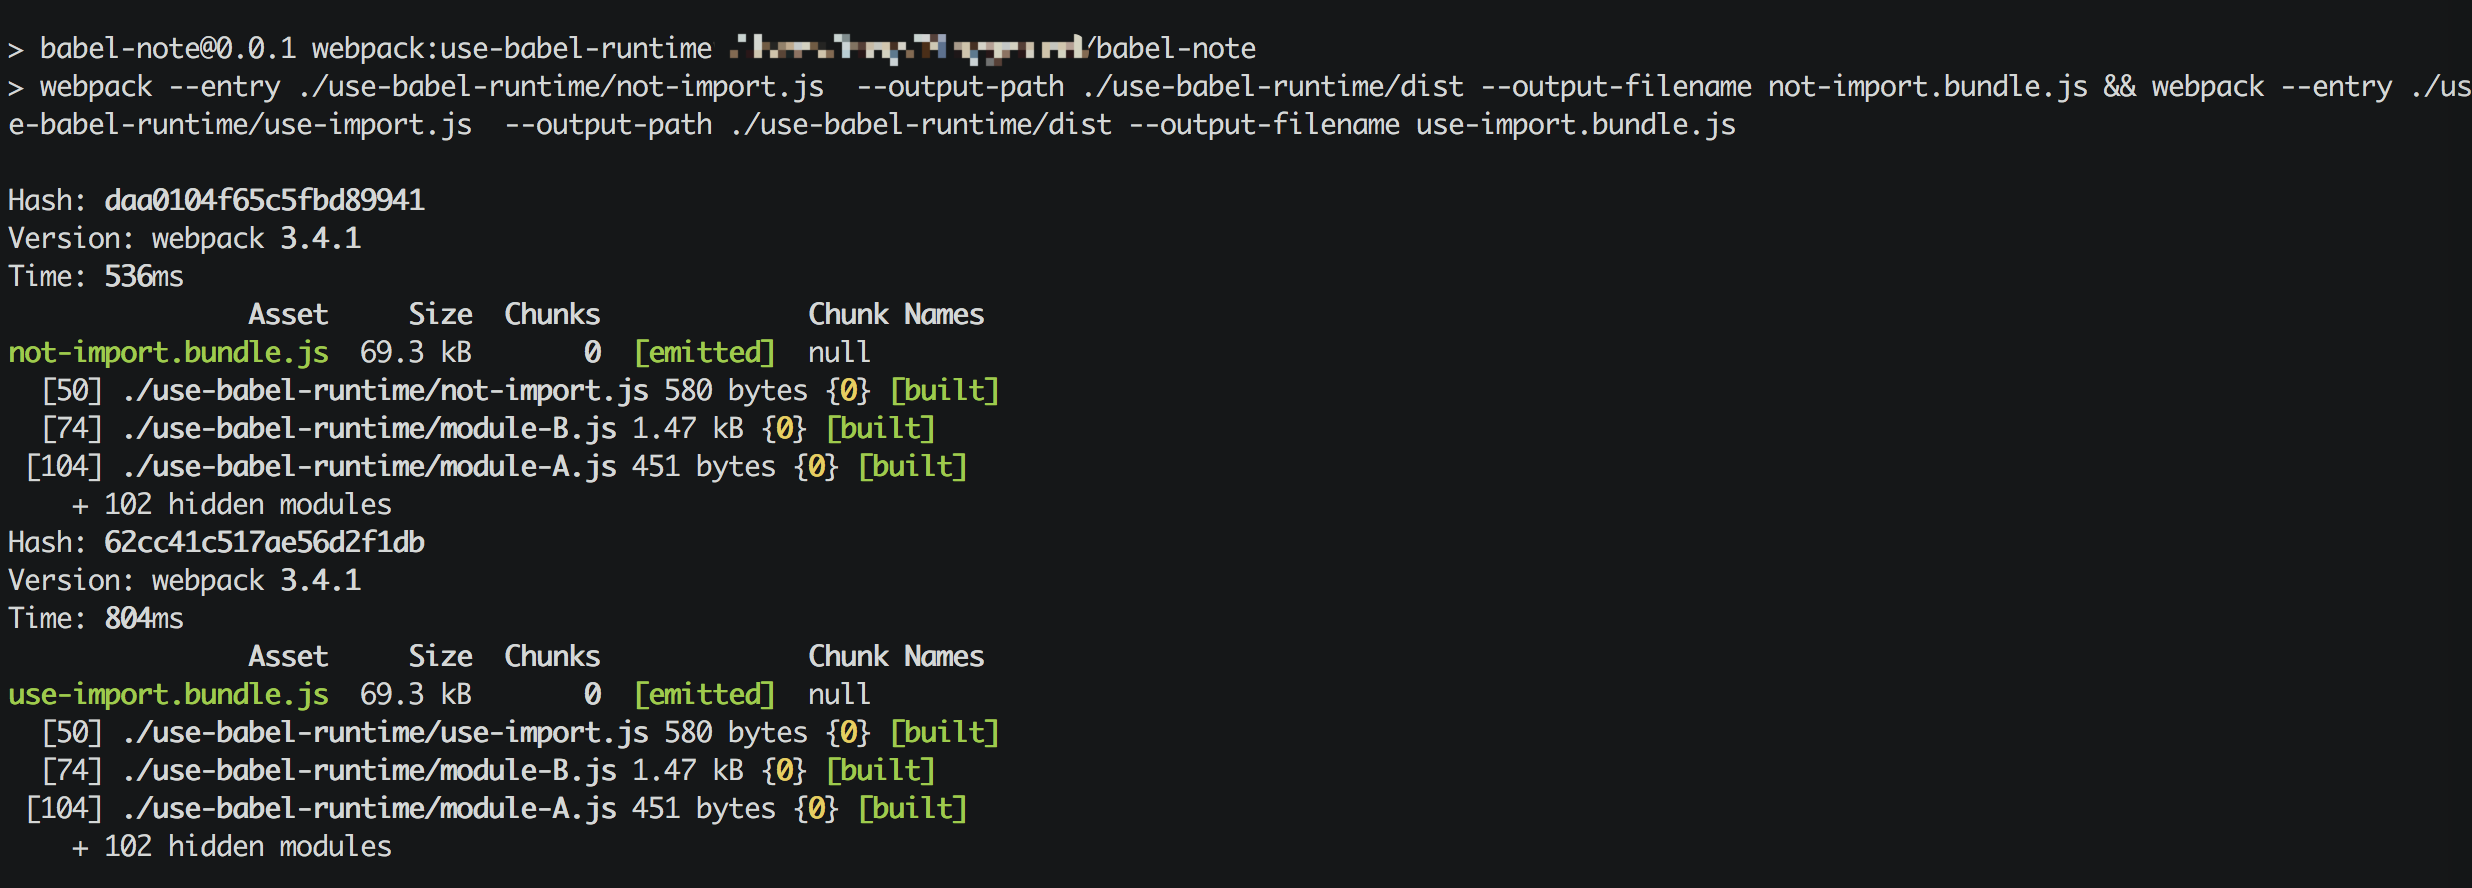 > babel-note@0.0.1 webpack:use-babel-runtime /babel-note
> webpack --entry ./use-babel-runtime/not-import.js  --output-path ./use-babel-runtime/dist --output-filename not-import.bundle.js && webpack --entry ./us
e-babel-runtime/use-import.js  --output-path ./use-babel-runtime/dist --output-filename use-import.bundle.js
Hash: daa0104f65c5fbd89941
Version: webpack 3.4.1
Time: 536ms
Asset     Size  Chunks             Chunk Names
not-import.bundle.js  69.3 kB       0  [emitted]  null
[50] ./use-babel-runtime/not-import.js 580 bytes {0} [built]
[74] ./use-babel-runtime/module-B.js 1.47 kB {0} [built]
[104] ./use-babel-runtime/module-A.js 451 bytes {0} [built]
+ 102 hidden modules
Hash: 62cc41c517ae56d2f1db
Version: webpack 3.4.1
Time: 804ms
Asset     Size  Chunks             Chunk Names
use-import.bundle.js  69.3 kB       0  [emitted]  null
[50] ./use-babel-runtime/use-import.js 580 bytes {0} [built]
[74] ./use-babel-runtime/module-B.js 1.47 kB {0} [built]
[104] ./use-babel-runtime/module-A.js 451 bytes {0} [built]
+ 102 hidden modules